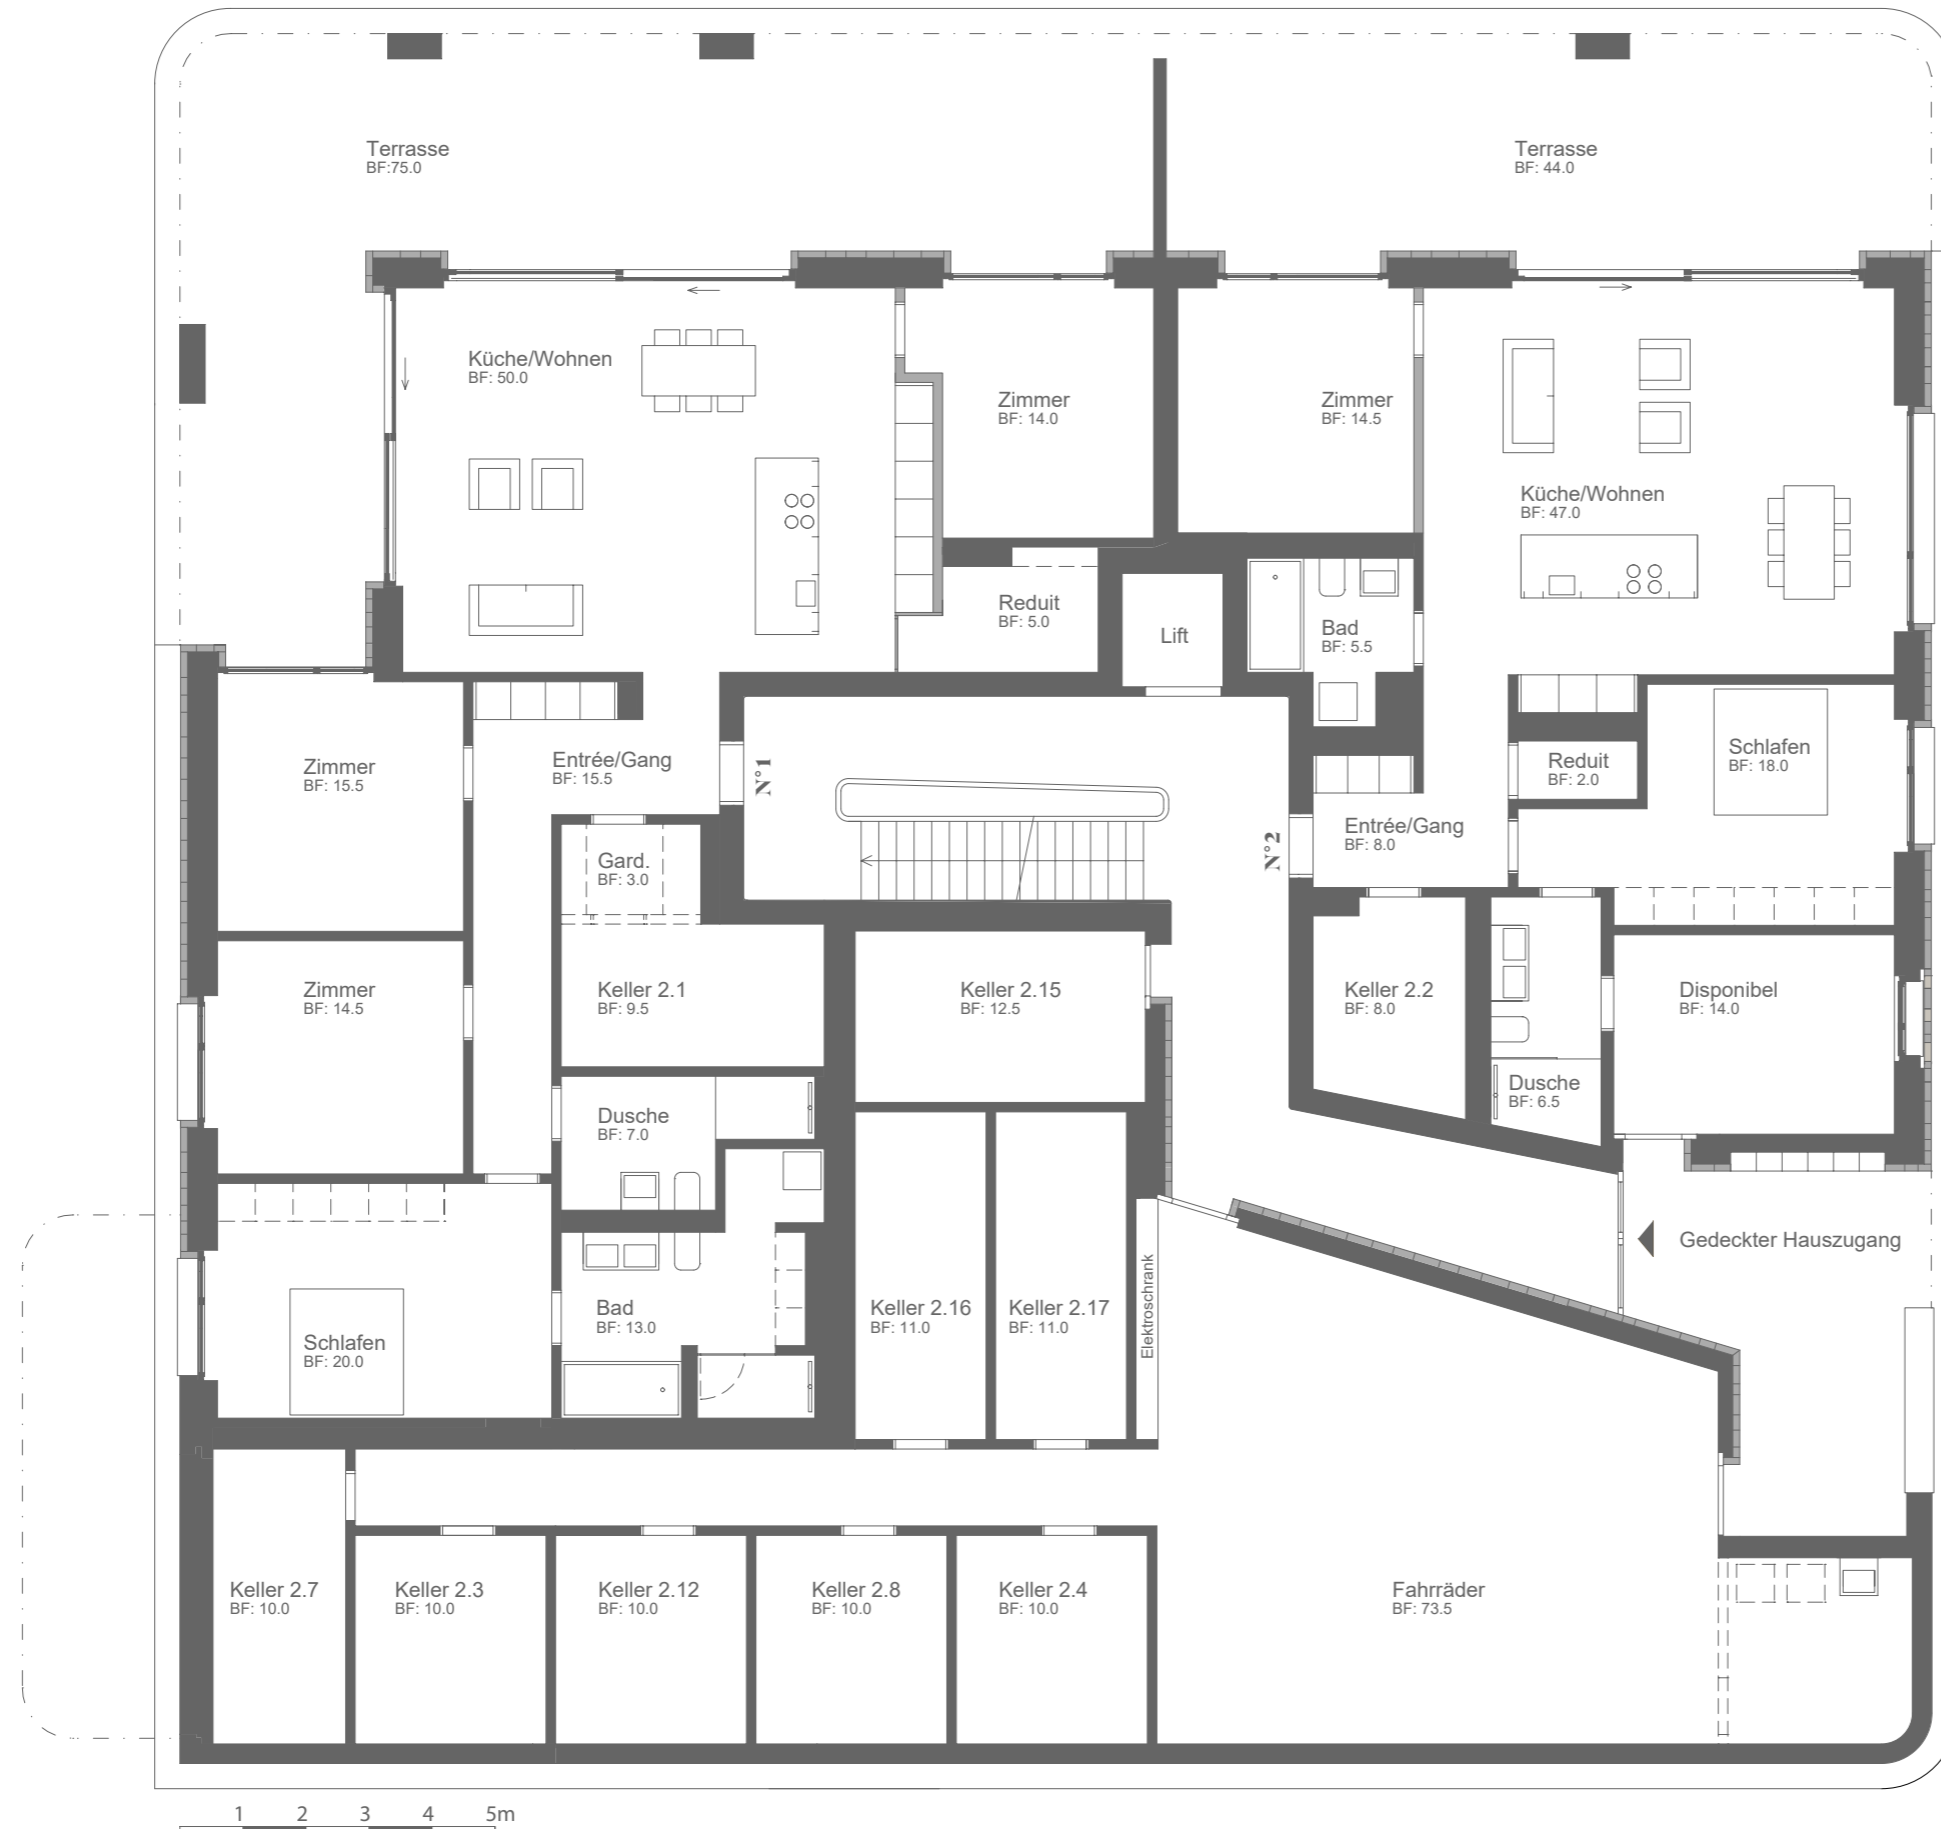 Terrasse
BF:75.0
Terrasse
BF: 44.0
Küche/Wohnen
BF: 50.0
Zimmer
BF: 14.0
Zimmer
BF: 14.5
Küche/Wohnen
BF: 47.0
Reduit
BF: 5.0
Lift
Bad
BF: 5.5
Zimmer
BF: 15.5
Entrée/Gang
BF: 15.5
N°1
Schlafen
BF: 18.0
Reduit
BF: 2.0
Entrée/Gang
BF: 8.0
N°2
Gard.
BF: 3.0
Zimmer
BF: 14.5
Keller 2.1
BF: 9.5
Keller 2.15
BF: 12.5
Keller 2.2
BF: 8.0
Disponibel
BF: 14.0
Dusche
BF: 6.5
Dusche
BF: 7.0
Gedeckter Hauszugang
Elektroschrank
Schlafen
BF: 20.0
Bad
BF: 13.0
Keller 2.16
BF: 11.0
Keller 2.17
BF: 11.0
Keller 2.7
BF: 10.0
Keller 2.3
BF: 10.0
Keller 2.12
BF: 10.0
Keller 2.8
BF: 10.0
Keller 2.4
BF: 10.0
Fahrräder
BF: 73.5
1 2 3 4 5m